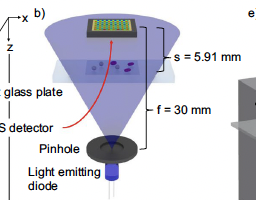 x b) e
z
s = 5.91 mm
glass plate
f = 30 mm
S detector
Pinhole
Light emitting
diode